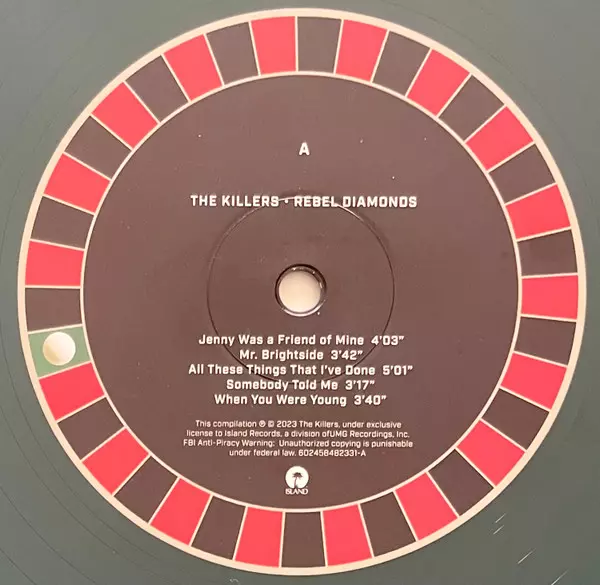 A
THE KILLERS • REBEL DIAMONDS
Jenny Was a Friend of Mine 4'03"
Mr. Brightside 3'42"
All These Things That I've Done 5'01"
Somebody Told Me 3'17"
When You Were Young 3'40"
This compilation ℗ © 2023 The Killers, under exclusive
license to Island Records, a division ofUMG Recordings, Inc.
FBI Anti-Piracy Warning: Unauthorized copying is punishable
under federal law. 602458482331-A
ISLAND